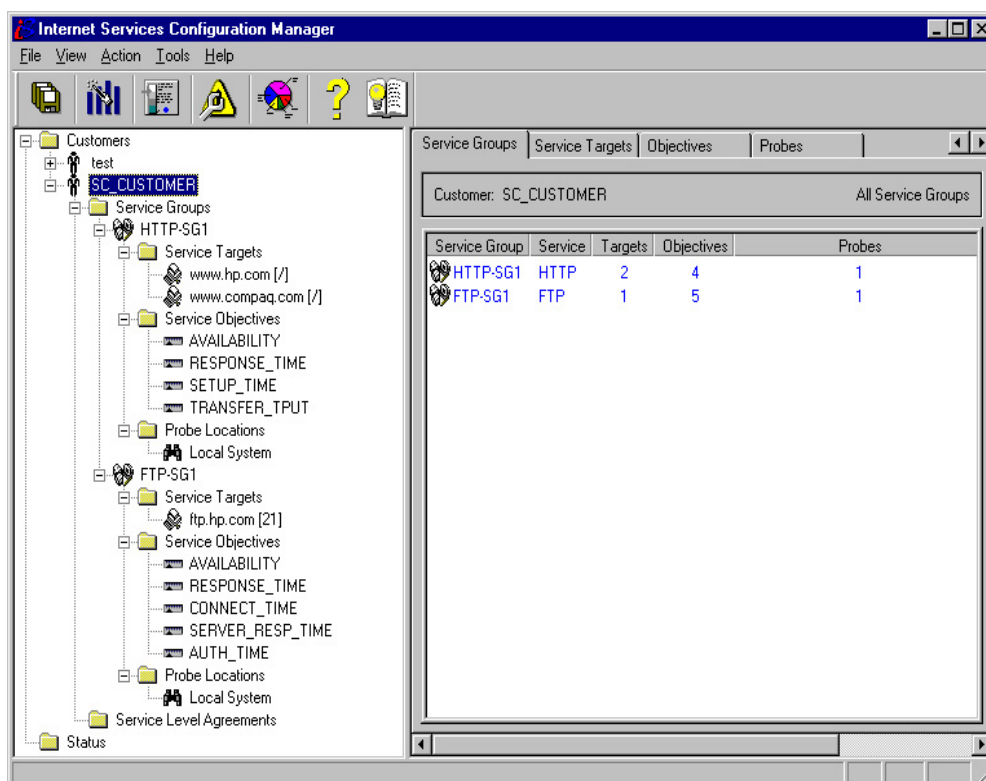 Internet Services Configuration Manager
File View Action Tools Help
Customers
test
SC_CUSTOMER
Service Groups
HTTP-SG1
Service Targets
www.hp.com [/]
www.compaq.com [/]
Service Objectives
AVAILABILITY
RESPONSE_TIME
SETUP_TIME
TRANSFER_TPUT
Probe Locations
Local System
FTP-SG1
Service Targets
ftp.hp.com [21]
Service Objectives
AVAILABILITY
RESPONSE_TIME
CONNECT_TIME
SERVER_RESP_TIME
AUTH_TIME
Probe Locations
Local System
Service Level Agreements
Status
Service Groups Service Targets Objectives Probes
Customer: SC_CUSTOMER All Service Groups
Service Group Service Targets Objectives Probes
HTTP-SG1 HTTP 2 4 1
FTP-SG1 FTP 1 5 1